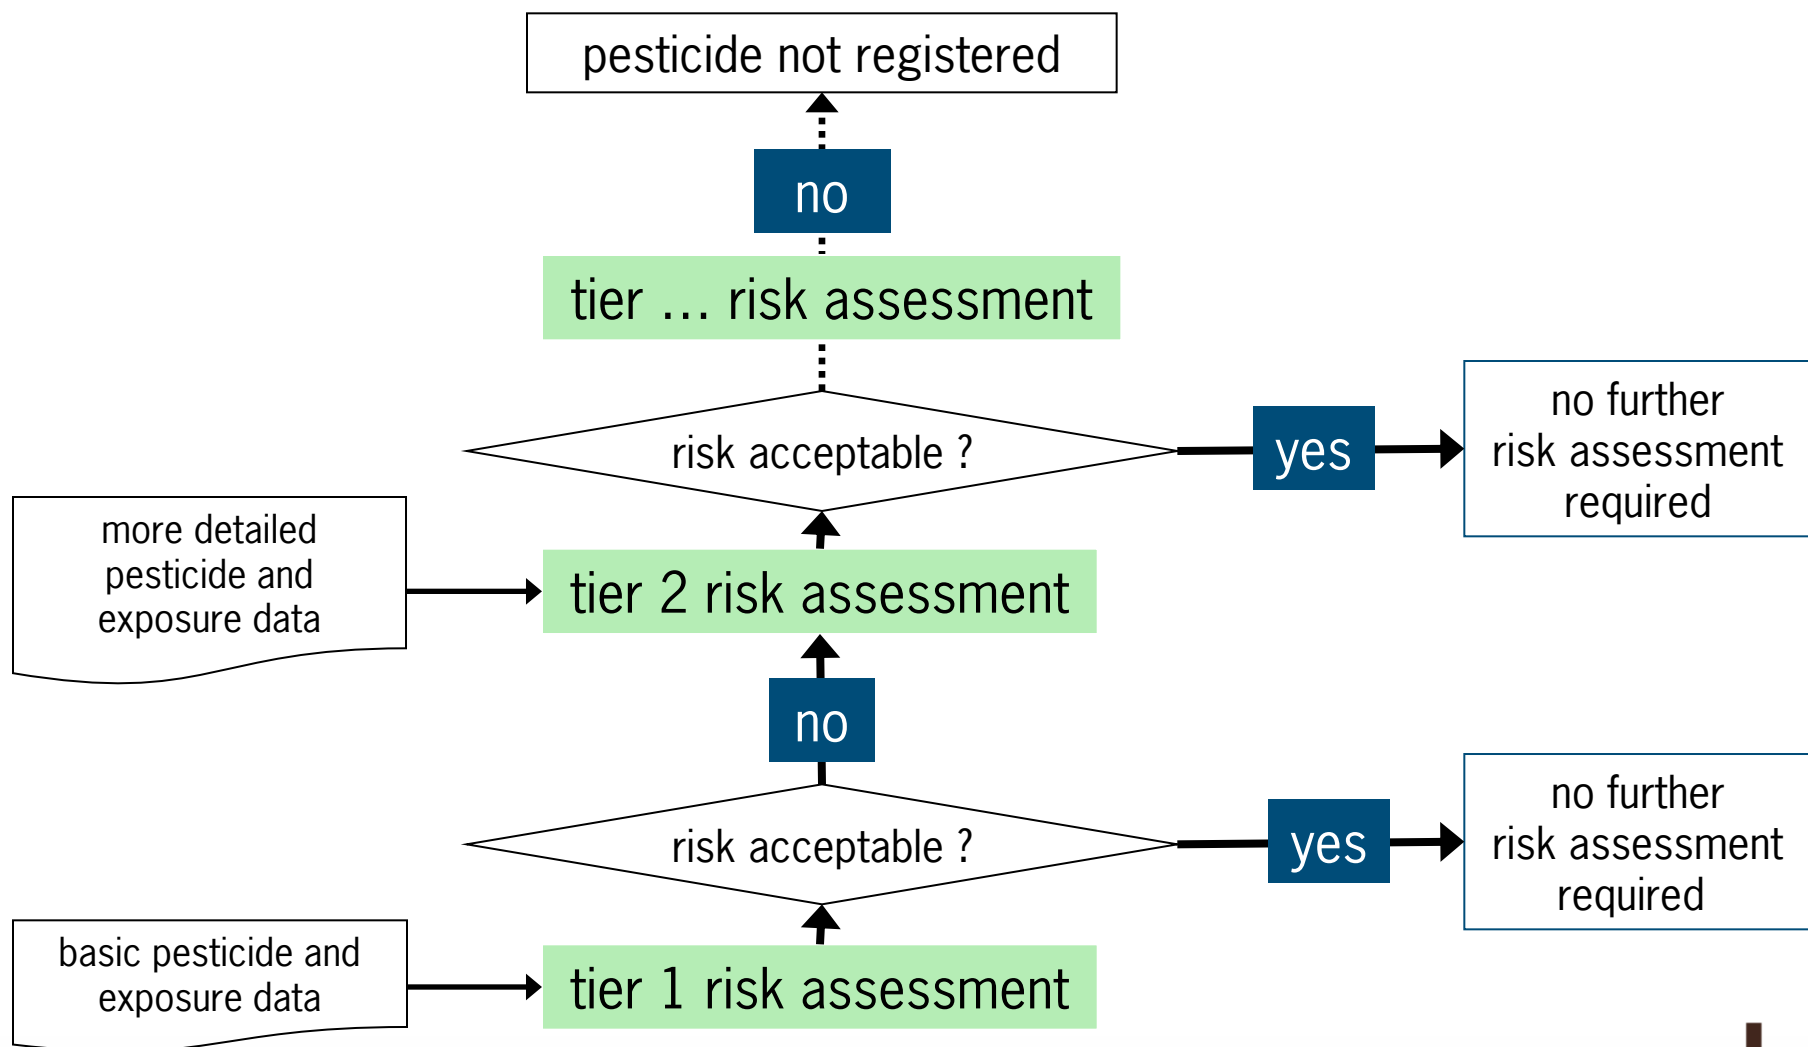 pesticide not registered
no
tier ... risk assessment
risk acceptable ?
yes
no further
risk assessment
required
more detailed
pesticide and
exposure data
tier 2 risk assessment
no
risk acceptable ?
yes
no further
risk assessment
required
basic pesticide and
exposure data
tier 1 risk assessment